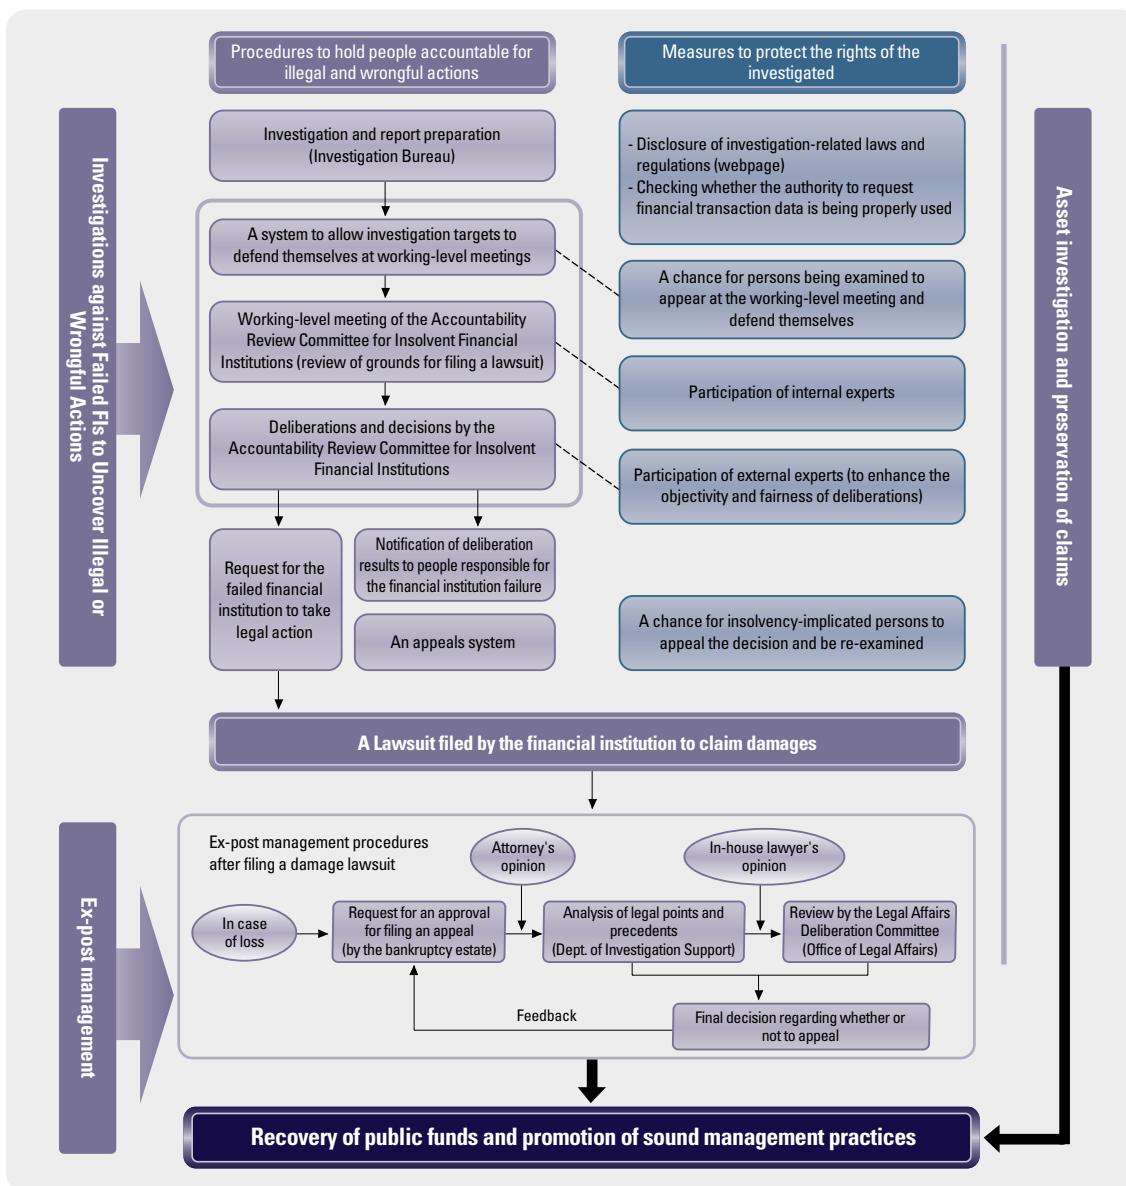 Procedures to hold people accountable for
illegal and wrongful actions
Measures to protect the rights of the
investigated
Investigations against Failed FIs to Uncover Illegal or
Wrongful Actions
Investigation and report preparation
(Investigation Bureau)
- Disclosure of investigation-related laws and
regulations (webpage)
- Checking whether the authority to request
financial transaction data is being properly used
A system to allow investigation targets to
defend themselves at working-level meetings
A chance for persons being examined to
appear at the working-level meeting and
defend themselves
Working-level meeting of the Accountability
Review Committee for Insolvent Financial
Institutions (review of grounds for filing a lawsuit)
Participation of internal experts
Deliberations and decisions by the
Accountability Review Committee for Insolvent
Financial Institutions
Participation of external experts (to enhance the
objectivity and fairness of deliberations)
Request for the
failed financial
institution to take
legal action
Notification of deliberation
results to people responsible for
the financial institution failure
An appeals system
A chance for insolvency-implicated persons to
appeal the decision and be re-examined
Asset investigation and preservation of claims
A Lawsuit filed by the financial institution to claim damages
Ex-post management
Ex-post management procedures
after filing a damage lawsuit
Attorney's
opinion
In-house lawyer's
opinion
In case
of loss
Request for an approval
for filing an appeal
(by the bankruptcy estate)
Analysis of legal points and
precedents
(Dept. of Investigation Support)
Review by the Legal Affairs
Deliberation Committee
(Office of Legal Affairs)
Feedback
Final decision regarding whether or
not to appeal
Recovery of public funds and promotion of sound management practices